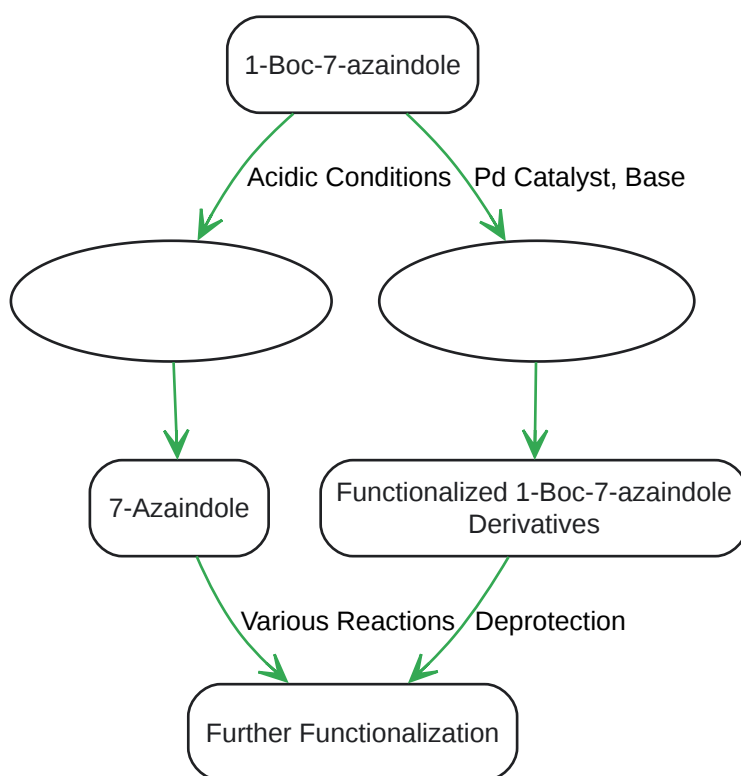 1-Boc-7-azaindole
Acidic Conditions
Pd Catalyst, Base
7-Azaindole
Functionalized 1-Boc-7-azaindole
Derivatives
Various Reactions
Deprotection
Further Functionalization